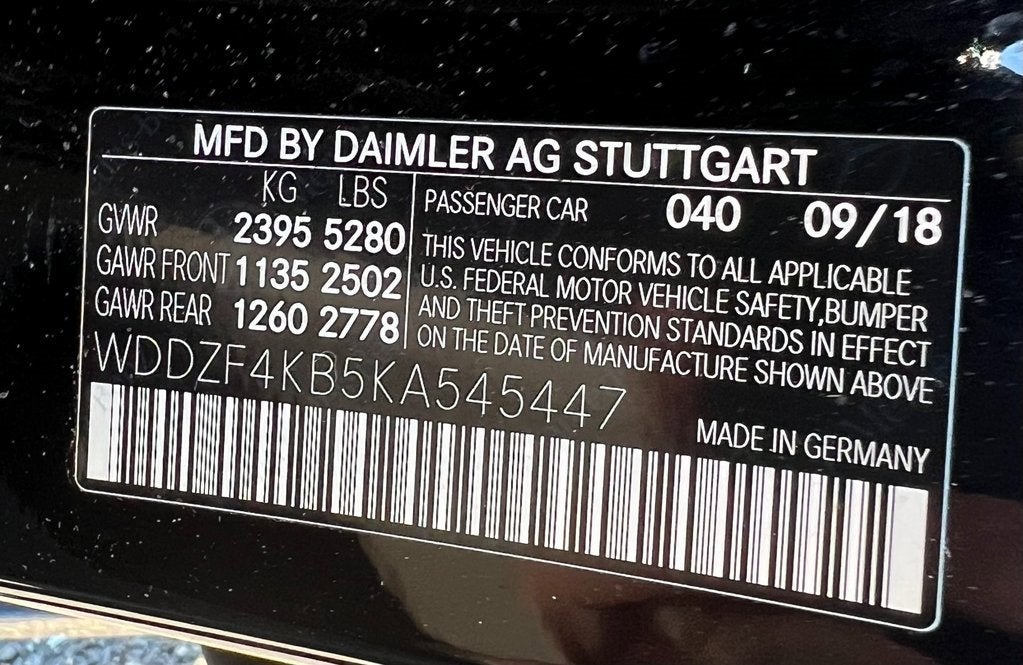 MFD BY DAIMLER AG STUTTGART
KG LBS
GVWR 2395 5280
GAWR FRONT 1135 2502
GAWR REAR 1260 2778
PASSENGER CAR 040 09/18
THIS VEHICLE CONFORMS TO ALL APPLICABLE
U.S. FEDERAL MOTOR VEHICLE SAFETY,BUMPER
AND THEFT PREVENTION STANDARDS IN EFFECT
ON THE DATE OF MANUFACTURE SHOWN ABOVE
WDDZF4KB5KA545447
MADE IN GERMANY